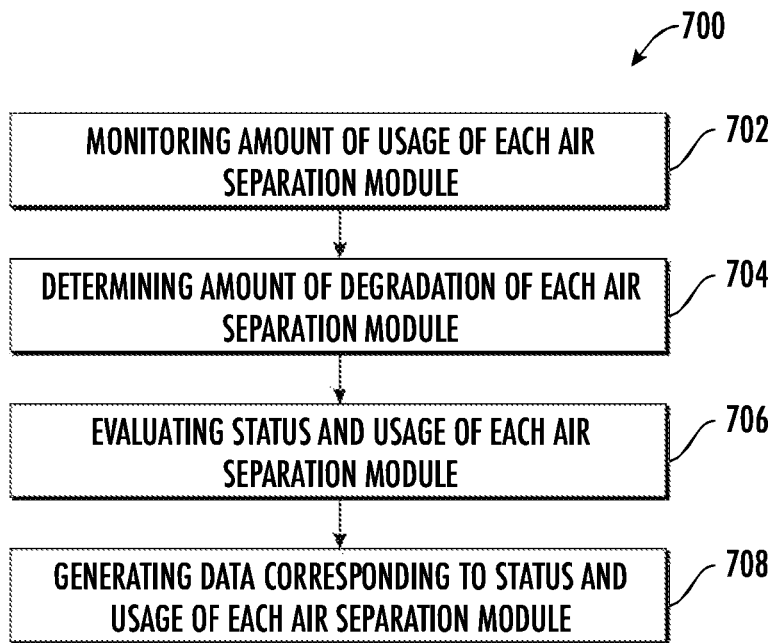 700
MONITORING AMOUNT OF USAGE OF EACH AIR
SEPARATION MODULE
702
DETERMINING AMOUNT OF DEGRADATION OF EACH AIR
SEPARATION MODULE
704
EVALUATING STATUS AND USAGE OF EACH AIR
SEPARATION MODULE
706
GENERATING DATA CORRESPONDING TO STATUS AND
USAGE OF EACH AIR SEPARATION MODULE
708